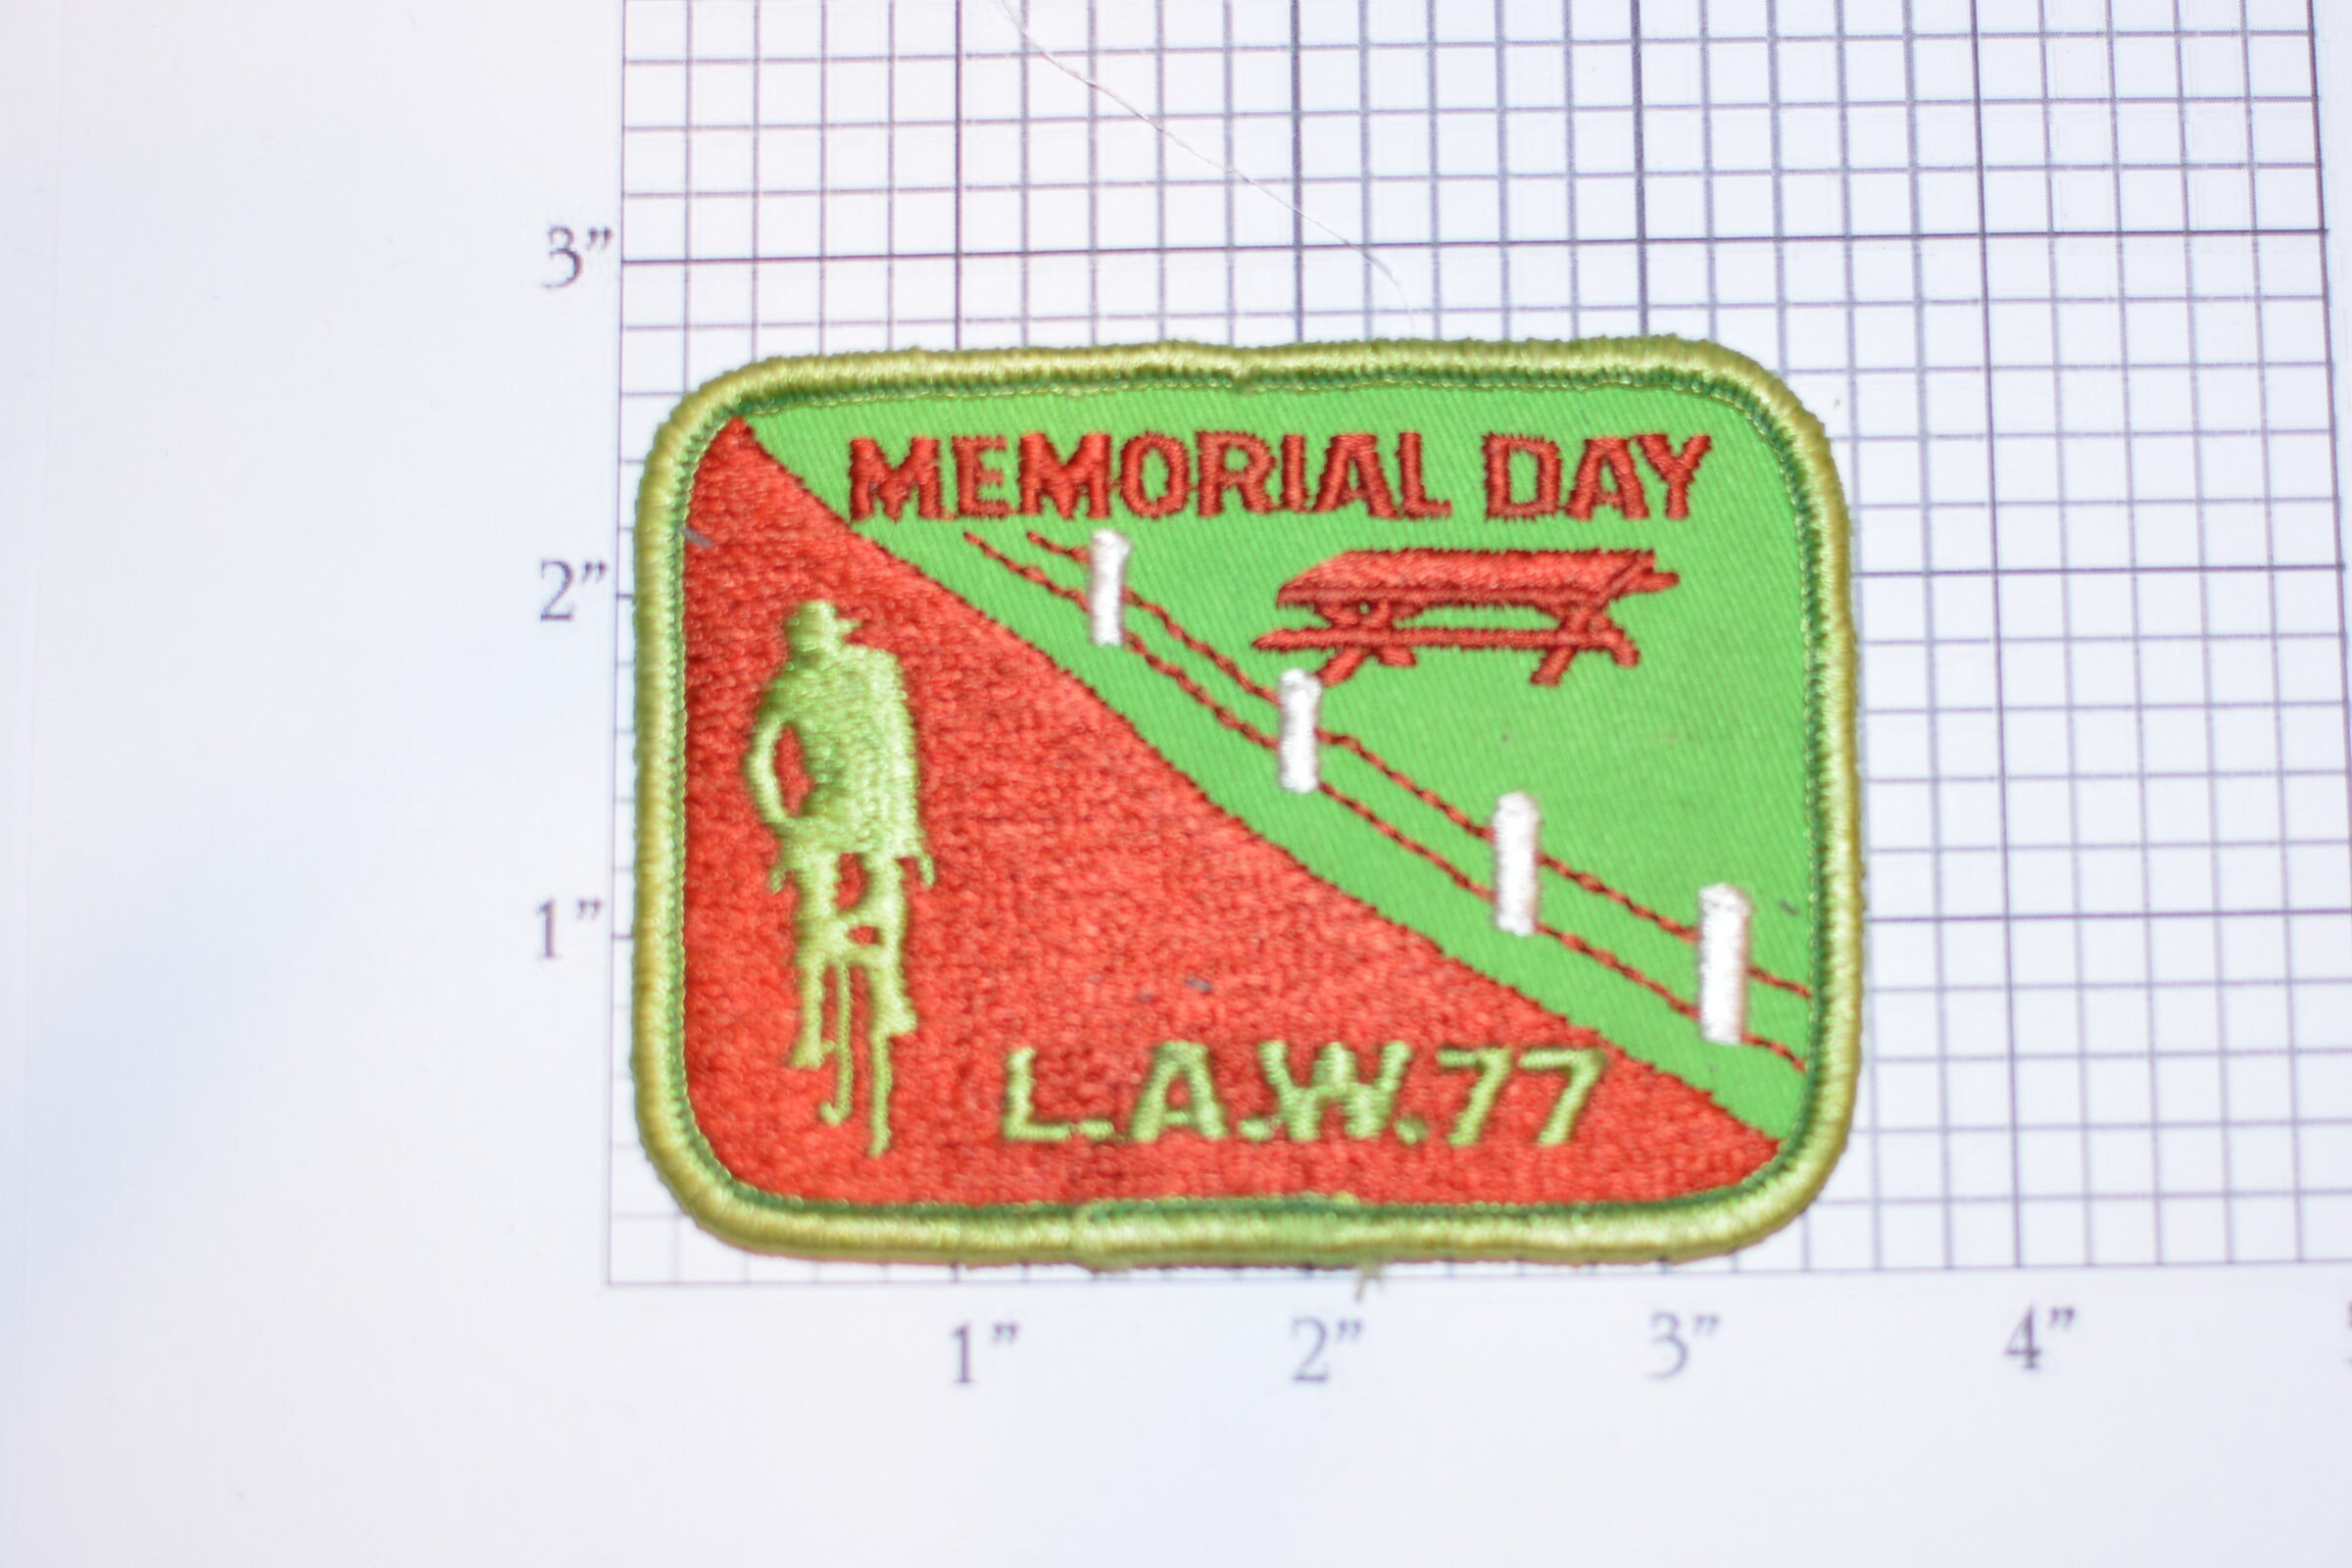 3”
MEMORIAL DAY
2”
1”
L.A.W.77
1” 2” 3” 4”